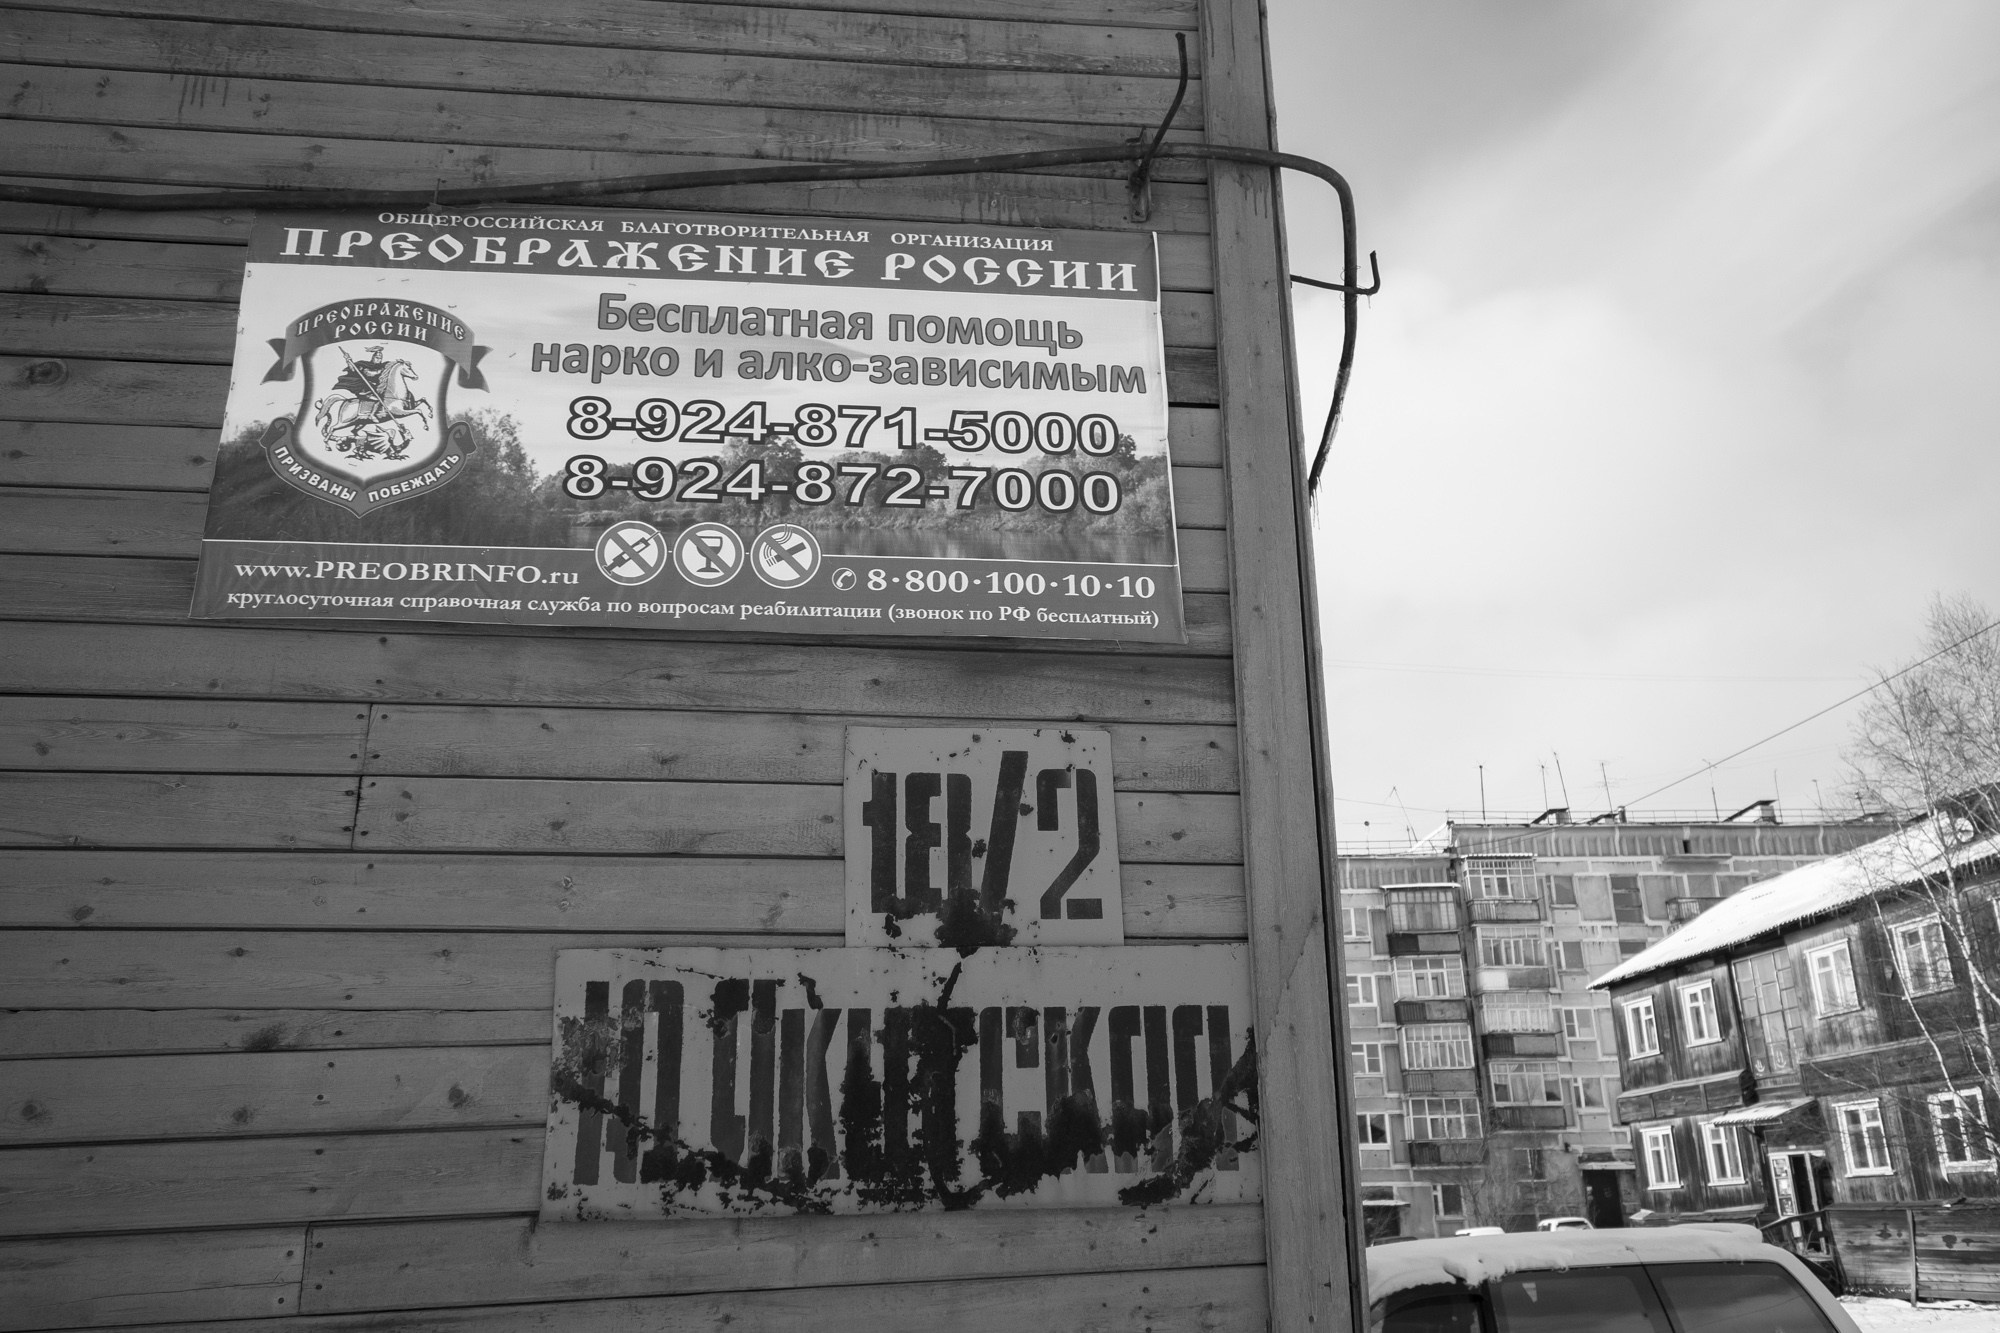 ОБЩЕРОССИЙСКАЯ БЛАГОТВОРИТЕЛЬНАЯ ОРГАНИЗАЦИЯ
ПРЕОБРАЖЕНИЕ РОССИИ
ПРЕОБРАЖЕНИЕ
РОССИИ
ПРИЗВАНЫ ПОБЕЖДАТЬ
Бесплатная помощь
нарко и алко-зависимым
8-924-871-5000
8-924-872-7000
www.PREOBRINFO.ru
8·800·100·10·10
круглосуточная справочная служба по вопросам реабилитации (звонок по РФ бесплатный)
18/2
Ю.ЯКУТСКАЯ